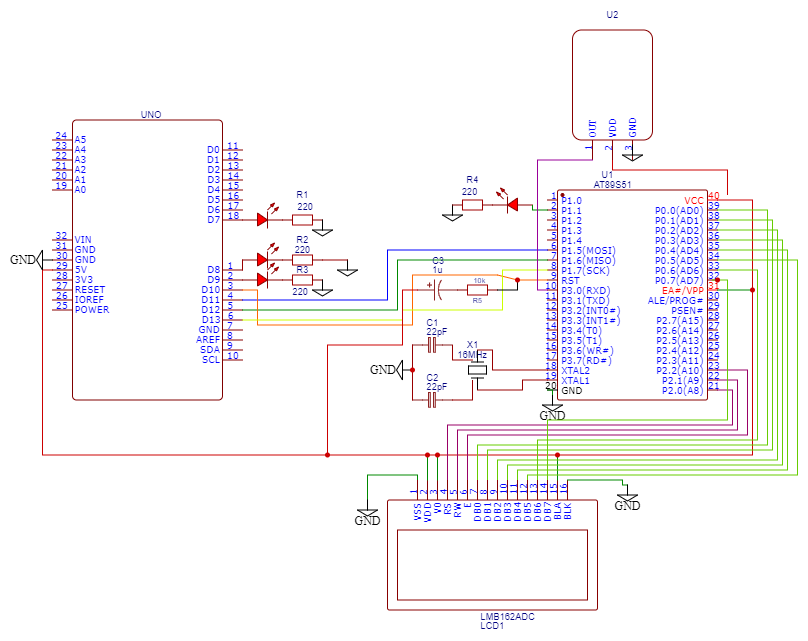 U2
OUT
VDD
GND
1
2
3
UNO
24 A5
23 A4
22 A3
21 A2
20 A1
19 A0
32 VIN
31 GND
30 GND
29 5V
28 3V3
27 RESET
26 IOREF
25 POWER
D0 11
D1 12
D2 13
D3 14
D4 15
D5 16
D6 17
D7 18
D8 1
D9 2
D10 3
D11 4
D12 5
D13 6
GND 7
AREF 8
SDA 9
SCL 10
GND
R1
220
R2
220
R3
220
R4
220
C3
1u
+
10k
R5
C1
22pF
C2
22pF
X1
16MHz
GND
U1
AT89S51
1 P1.0
2 P1.1
3 P1.2
4 P1.3
5 P1.4
6 P1.5(MOSI)
7 P1.6(MISO)
8 P1.7(SCK)
9 RST
10 P3.0(RXD)
11 P3.1(TXD)
12 P3.2(INT0#)
13 P3.3(INT1#)
14 P3.4(T0)
15 P3.5(T1)
16 P3.6(WR#)
17 P3.7(RD#)
18 XTAL2
19 XTAL1
20 GND
VCC 40
P0.0(AD0) 39
P0.1(AD1) 38
P0.2(AD2) 37
P0.3(AD3) 36
P0.4(AD4) 35
P0.5(AD5) 34
P0.6(AD6) 33
P0.7(AD7) 32
EA#/VPP 31
ALE/PROG# 30
PSEN# 29
P2.7(A15) 28
P2.6(A14) 27
P2.5(A13) 26
P2.4(A12) 25
P2.3(A11) 24
P2.2(A10) 23
P2.1(A9) 22
P2.0(A8) 21
GND
GND
GND
1 VSS
2 VDD
3 V0
4 RS
5 RW
6 E
7 DB0
8 DB1
9 DB2
10 DB3
11 DB4
12 DB5
13 DB6
14 DB7
15 BLA
16 BLK
LMB162ADC
LCD1